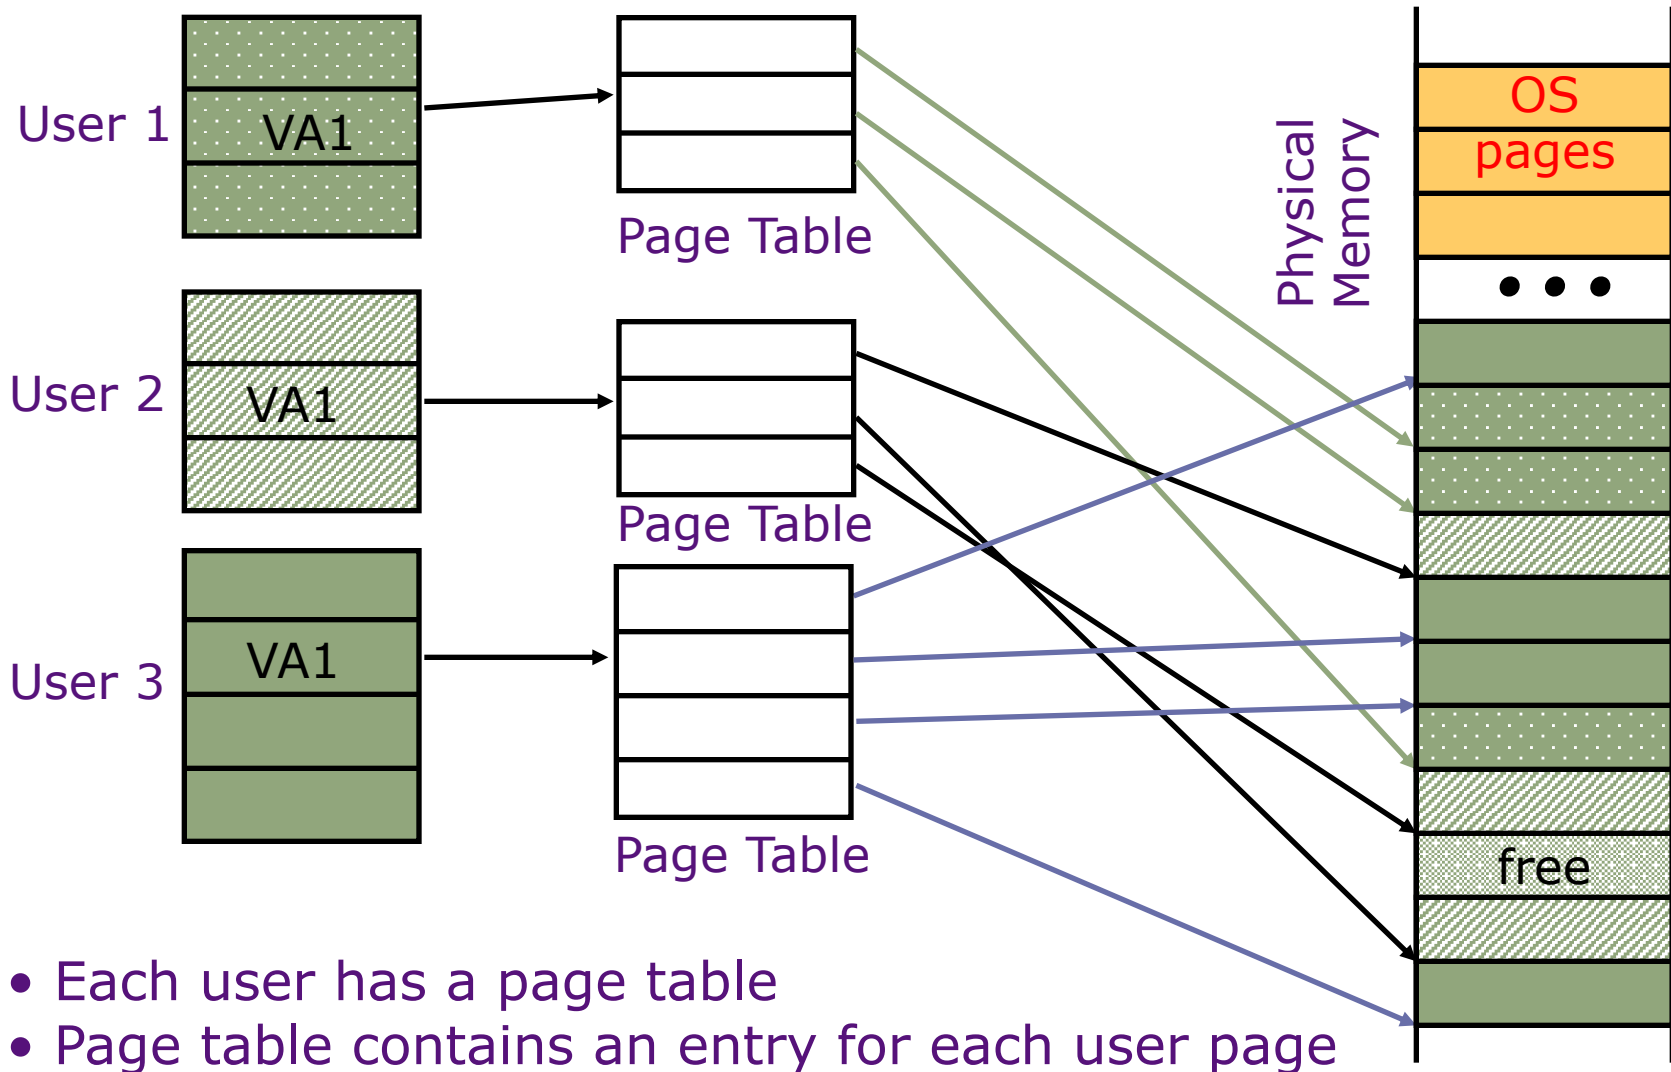 User 1
VA1
Page Table
User 2
VA1
Page Table
User 3
VA1
Page Table
Physical
Memory
OS
pages
• • •
free
• Each user has a page table
• Page table contains an entry for each user page